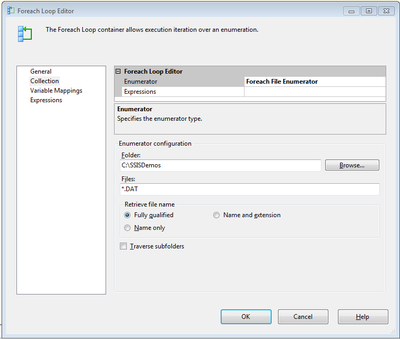 Foreach Loop Editor
The Foreach Loop container allows execution iteration over an enumeration.
General
Collection
Variable Mappings
Expressions
Foreach Loop Editor
Enumerator Foreach File Enumerator
Expressions
Enumerator
Specifies the enumerator type.
Enumerator configuration
Folder:
C:\SSISDemos Browse...
Files:
*.DAT
Retrieve file name
Fully qualified Name and extension
Name only
Traverse subfolders
OK Cancel Help